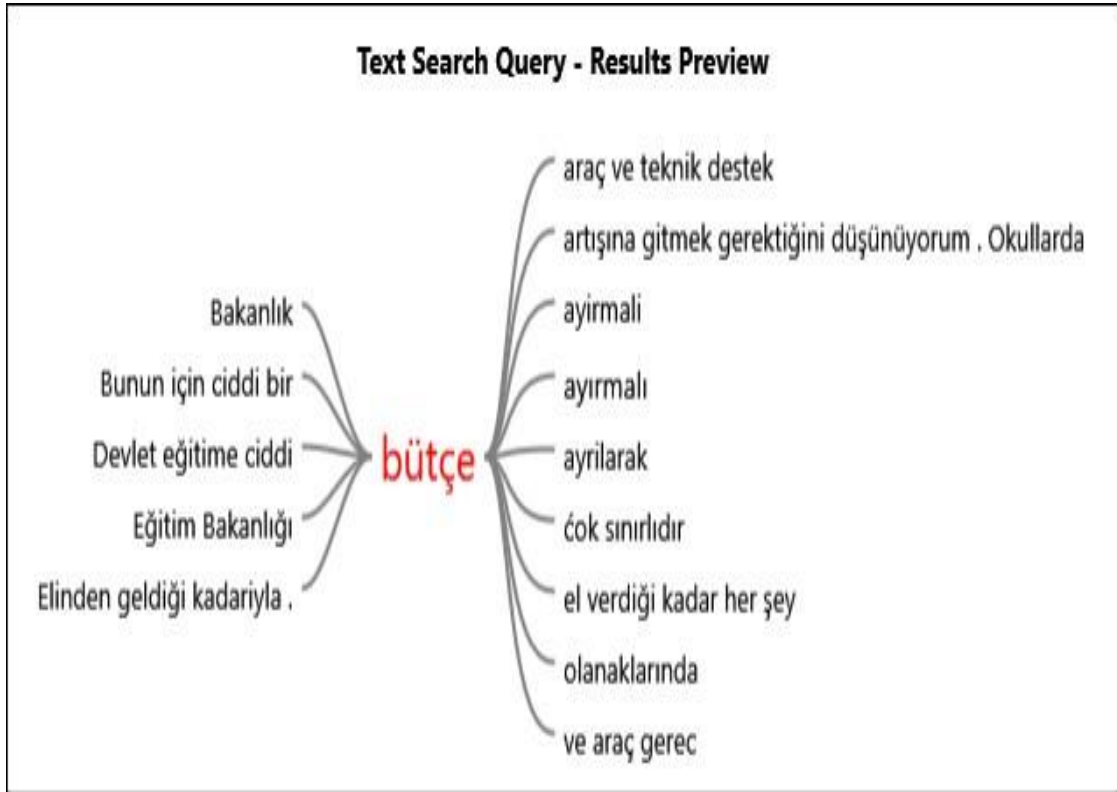 Text Search Query - Results Preview
Bakanlık
Bunun için ciddi bir
Devlet eğitime ciddi
Eğitim Bakanlığı
Elinden geldiği kadariyla .
bütçe
araç ve teknik destek
artışına gitmek gerektiğini düşünüyorum . Okullarda
ayirmali
ayırmalı
ayrilarak
ćok sınırlıdır
el verdiği kadar her şey
olanaklarında
ve araç gerec